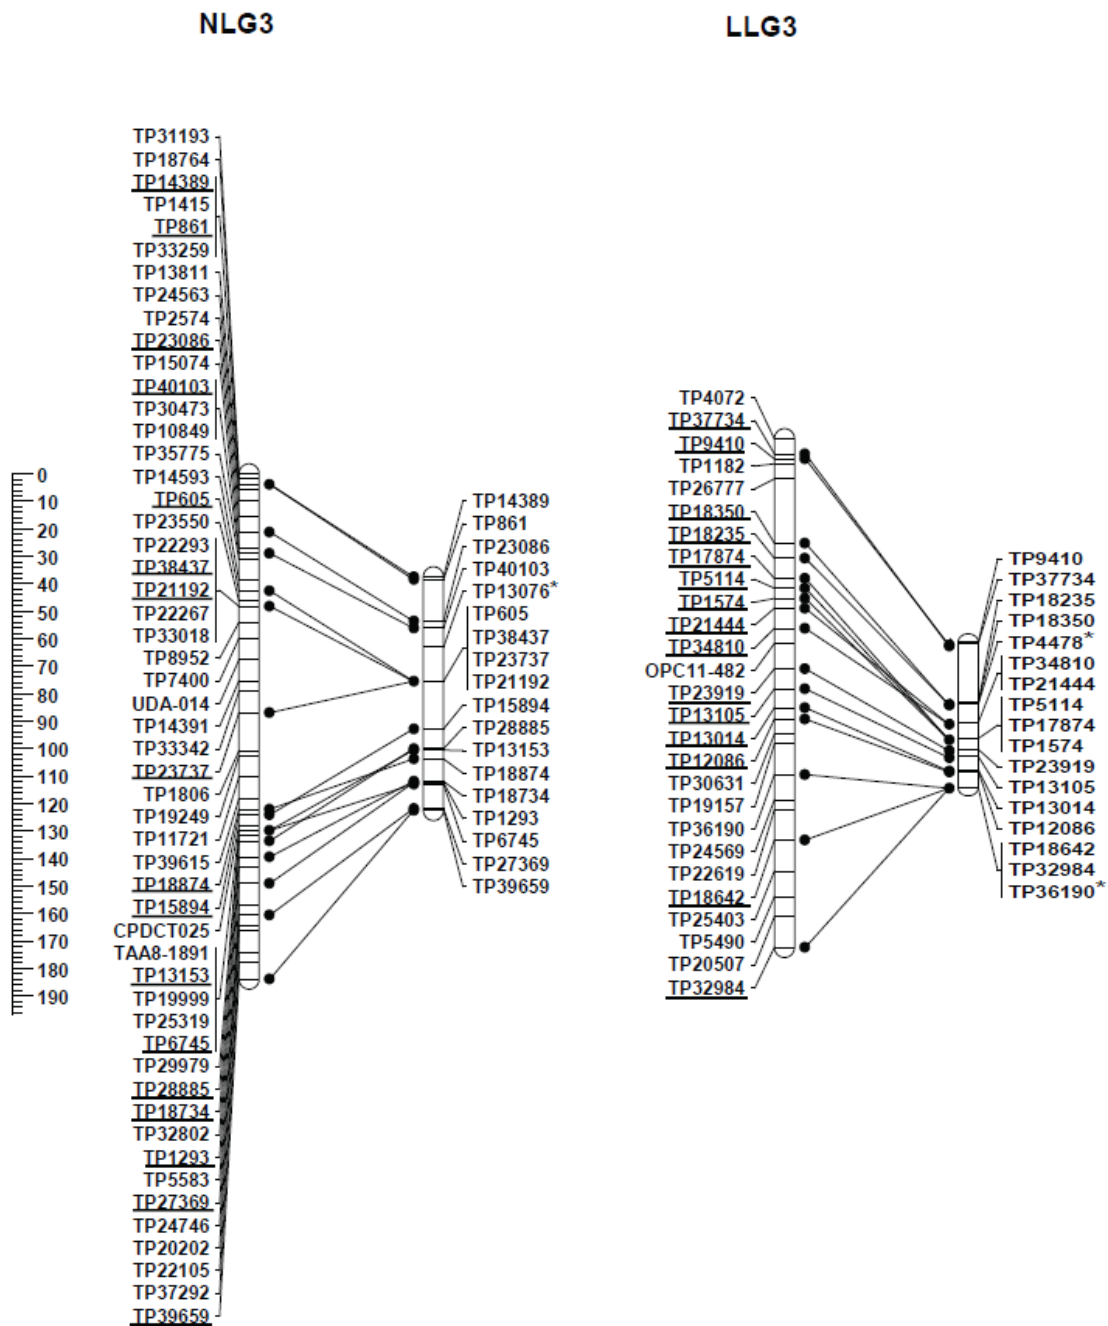 NLG3
LLG3
TP31193
TP18764
TP14389
TP1415
TP861
TP33259
TP13811
TP24563
TP2574
TP23086
TP15074
TP40103
TP30473
TP10849
TP35775
TP14593
TP605
TP23550
TP22293
TP38437
TP21192
TP22267
TP33018
TP8952
TP7400
UDA-014
TP14391
TP33342
TP23737
TP1806
TP19249
TP11721
TP39615
TP18874
TP15894
CPDCT025
TAA8-1891
TP13153
TP19999
TP25319
TP6745
TP29979
TP28885
TP18734
TP32802
TP1293
TP5583
TP27369
TP24746
TP20202
TP22105
TP37292
TP39659
0
10
20
30
40
50
60
70
80
90
100
110
120
130
140
150
160
170
180
190
TP14389
TP861
TP23086
TP40103
TP13076*
TP605
TP38437
TP23737
TP21192
TP15894
TP28885
TP13153
TP18874
TP18734
TP1293
TP6745
TP27369
TP39659
TP4072
TP37734
TP9410
TP1182
TP26777
TP18350
TP18235
TP17874
TP5114
TP1574
TP21444
TP34810
OPC11-482
TP23919
TP13105
TP13014
TP12086
TP30631
TP19157
TP36190
TP24569
TP22619
TP18642
TP25403
TP5490
TP20507
TP32984
TP9410
TP37734
TP18235
TP18350
TP4478*
TP34810
TP21444
TP5114
TP17874
TP1574
TP23919
TP13105
TP13014
TP12086
TP18642
TP32984
TP36190*